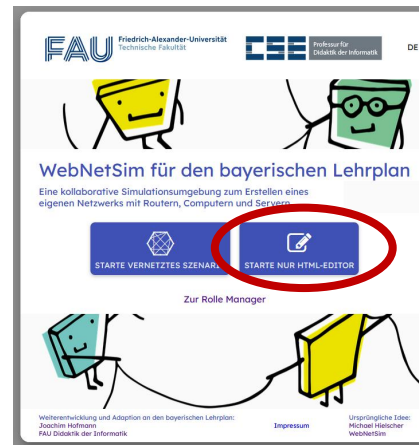 FAU Friedrich-Alexander-Universität
Technische Fakultät
CSE Professur für
Didaktik der Informatik
DE
WebNetSim für den bayerischen Lehrplan
Eine kollaborative Simulationsumgebung zum Erstellen eines
eigenen Netzwerks mit Routern, Computern und Servern
STARTE VERNETZTES SZENARI
STARTE NUR HTML-EDITOR
Zur Rolle Manager
Weiterentwicklung und Adaption an den bayerischen Lehrplan:
Joachim Hofmann
FAU Didaktik der Informatik
Impressum
Ursprüngliche Idee:
Michael Hielscher
WebNetSim